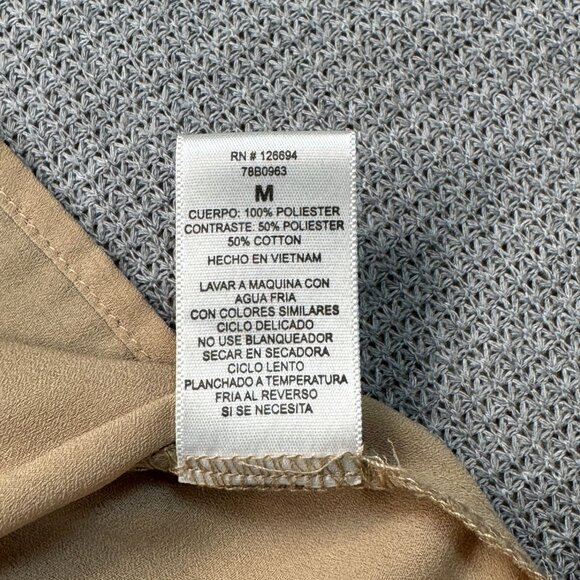 RN # 126694
78B0963
M
CUERPO: 100% POLIESTER
CONTRASTE: 50% POLIESTER
50% COTTON
HECHO EN VIETNAM
LAVAR A MAQUINA CON
AGUA FRIA
CON COLORES SIMILARES
CICLO DELICADO
NO USE BLANQUEADOR
SECAR EN SECADORA
CICLO LENTO
PLANCHADO A TEMPERATURA
FRIA AL REVERSO
SI SE NECESITA